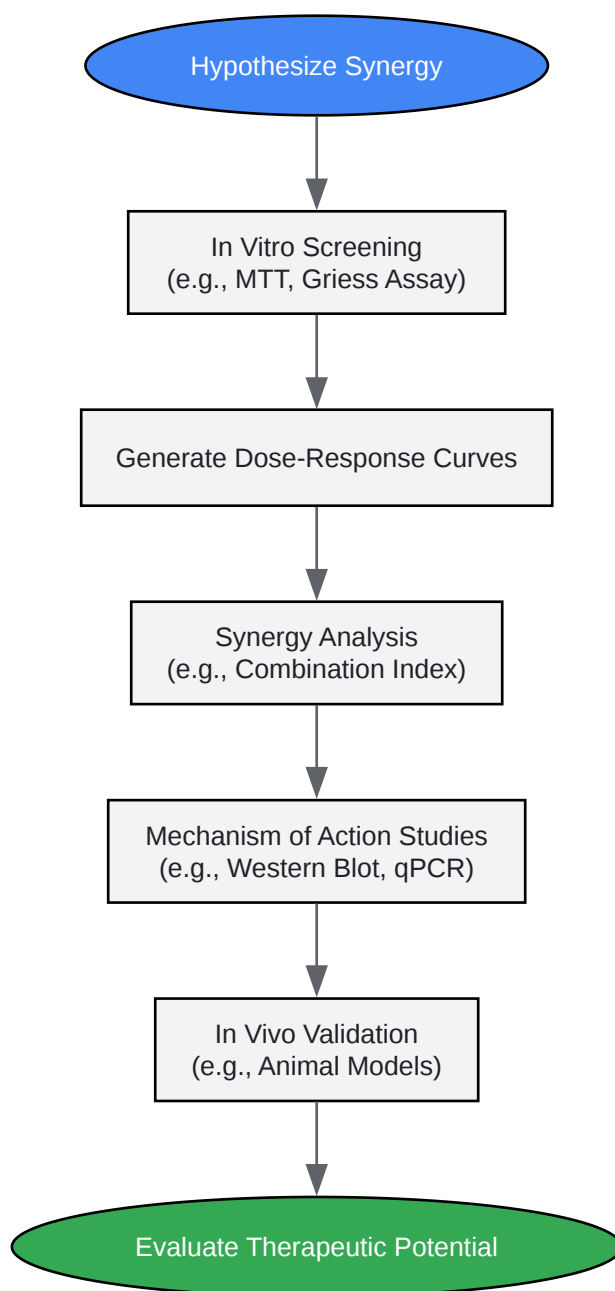 Hypothesize Synergy
In Vitro Screening
(e.g., MTT, Griess Assay)
Generate Dose-Response Curves
Synergy Analysis
(e.g., Combination Index)
Mechanism of Action Studies
(e.g., Western Blot, qPCR)
In Vivo Validation
(e.g., Animal Models)
Evaluate Therapeutic Potential